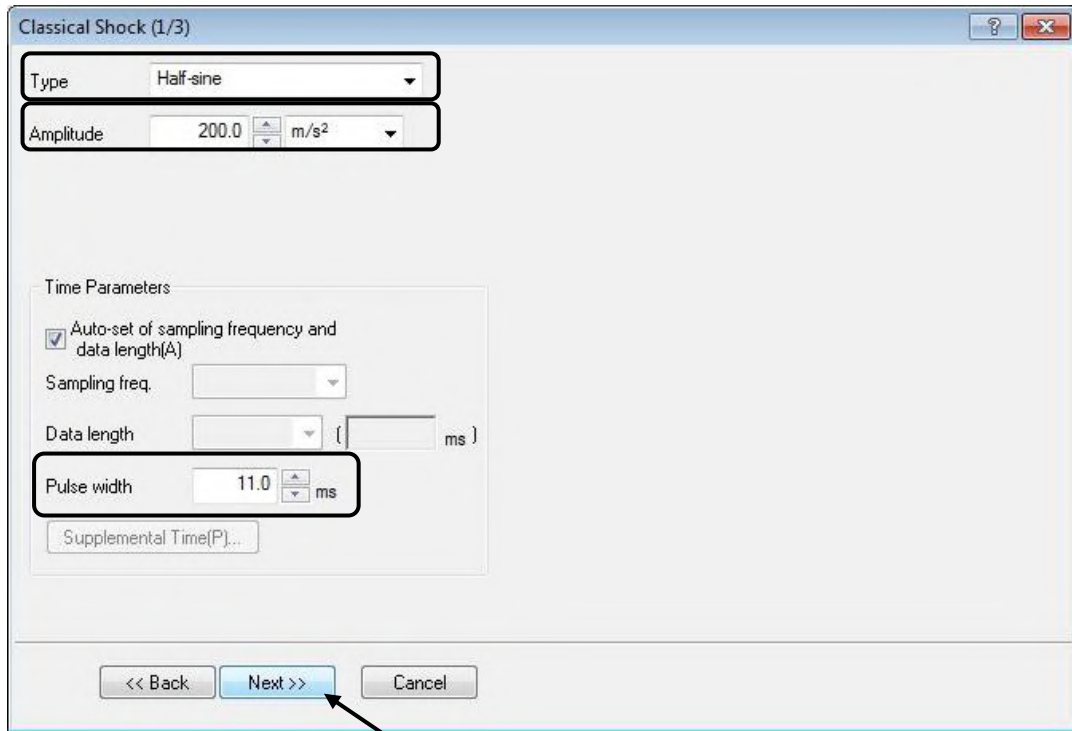 Classical Shock (1/3)
?
Type Half-sine
Amplitude 200.0 m/s²
Time Parameters
Auto-set of sampling frequency and
data length(A)
Sampling freq.
Data length ( ms )
Pulse width 11.0 ms
Supplemental Time(P)...
<< Back Next >> Cancel